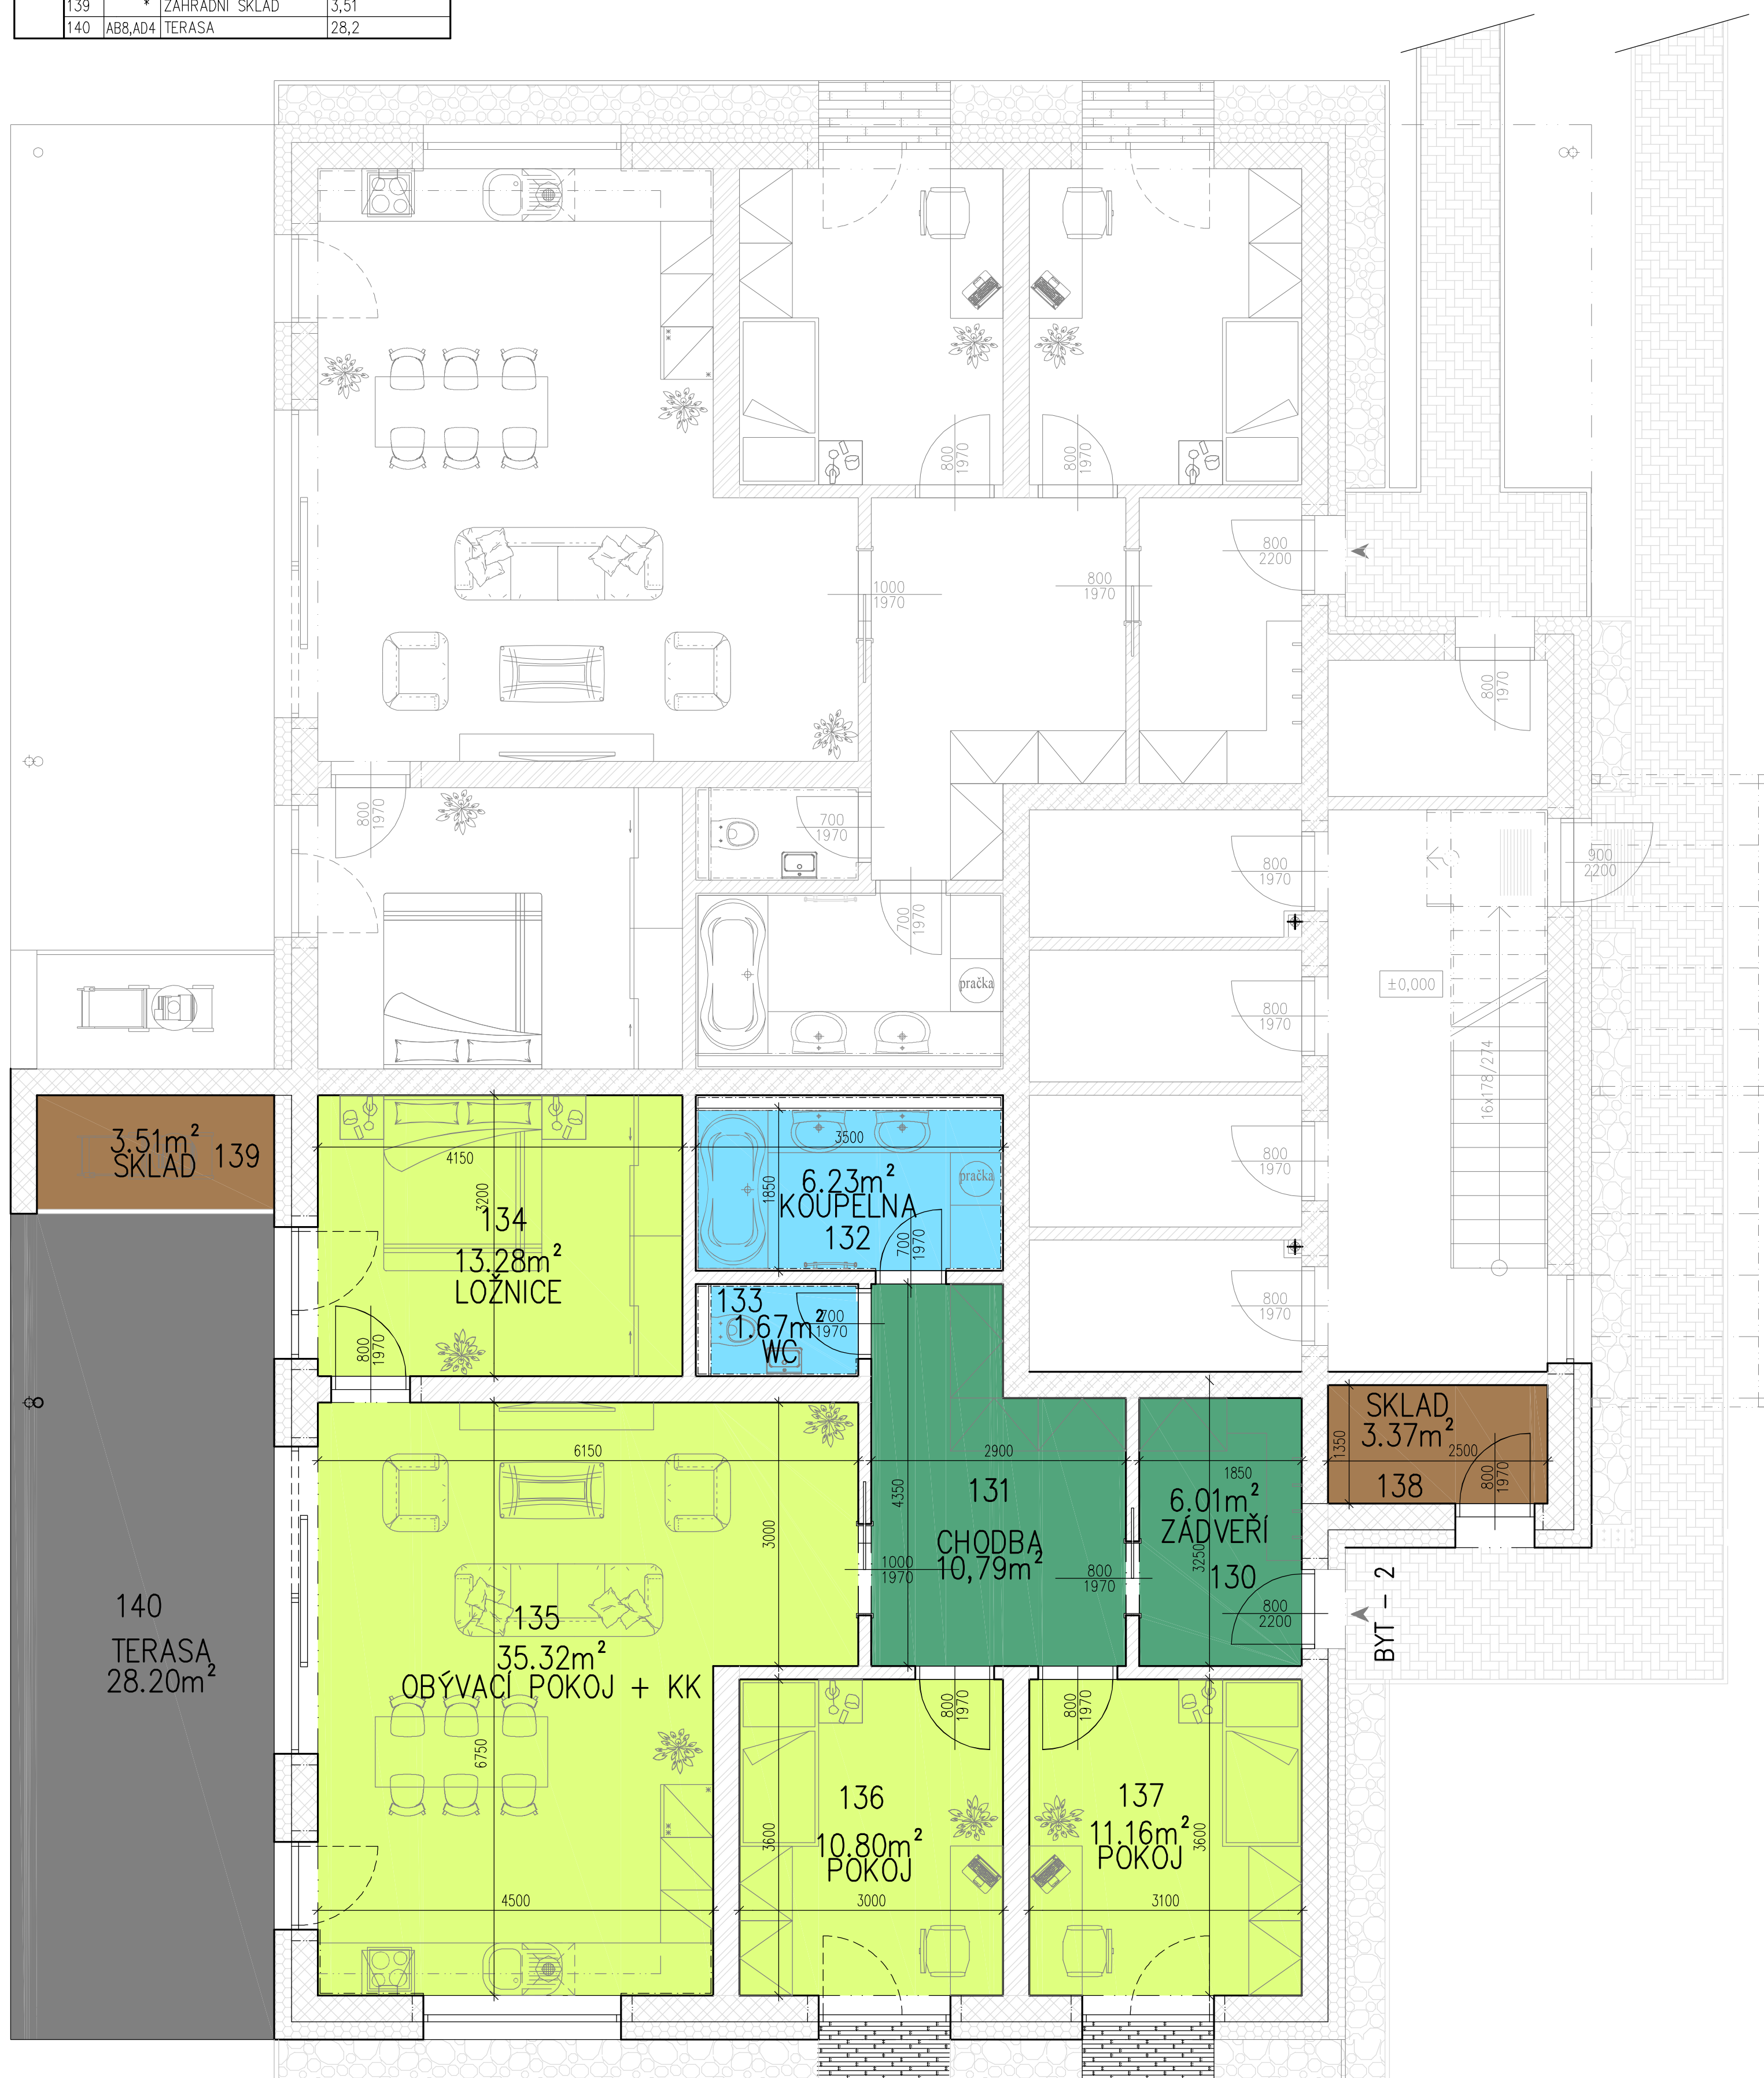 139 * ZAHRADNÍ SKLAD 3,51
140 AB8,AD4 TERASA 28,2
800
1970
800
1970
800
2200
1000
1970
800
1970
800
1970
800
1970
700
1970
800
1970
900
2200
700
1970
pračka
±0,000
800
1970
16x178/274
3.51m²
SKLAD
139
4150
3200
134
13.28m²
LOŽNICE
800
1970
3500
1850
6.23m²
KOUPELNA
132
pračka
700
1970
133
1.67m²
WC
700
1970
800
1970
800
1970
SKLAD
3.37m²
138
1350
2500
800
1970
6150
3000
2900
4350
131
CHODBA
10,79m²
1000
1970
800
1970
1850
6.01m²
ZÁDVEŘÍ
3250
130
800
2200
BYT - 2
140
TERASA
28.20m²
135
35.32m²
OBÝVACÍ POKOJ + KK
6750
4500
800
1970
800
1970
136
10.80m²
POKOJ
3600
3000
137
11.16m²
POKOJ
3600
3100